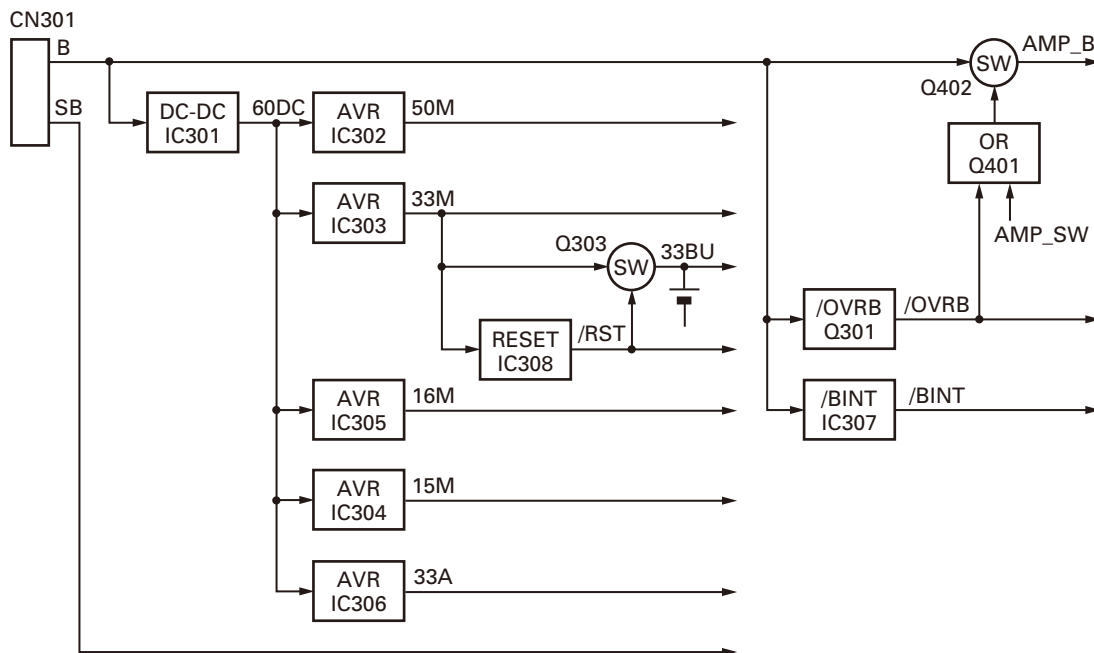 CN301
B
SB
DC-DC
IC301
60DC
AVR
IC302
50M
AVR
IC303
33M
Q303
SW
33BU
RESET
IC308
/RST
AVR
IC305
16M
AVR
IC304
15M
AVR
IC306
33A
SW
AMP_B
Q402
OR
Q401
AMP_SW
/OVRB
Q301
/OVRB
/BINT
IC307
/BINT